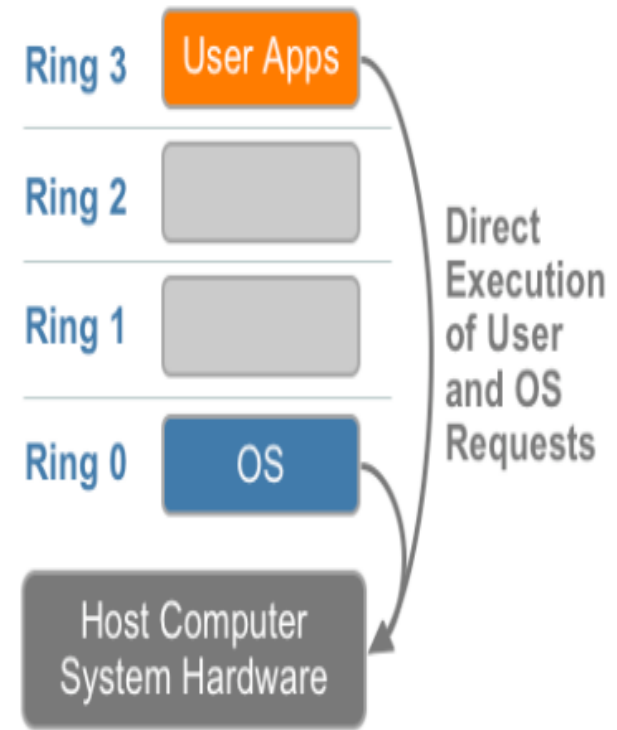 Ring 3
User Apps
Ring 2
Ring 1
Ring 0
OS
Direct
Execution
of User
and OS
Requests
Host Computer
System Hardware